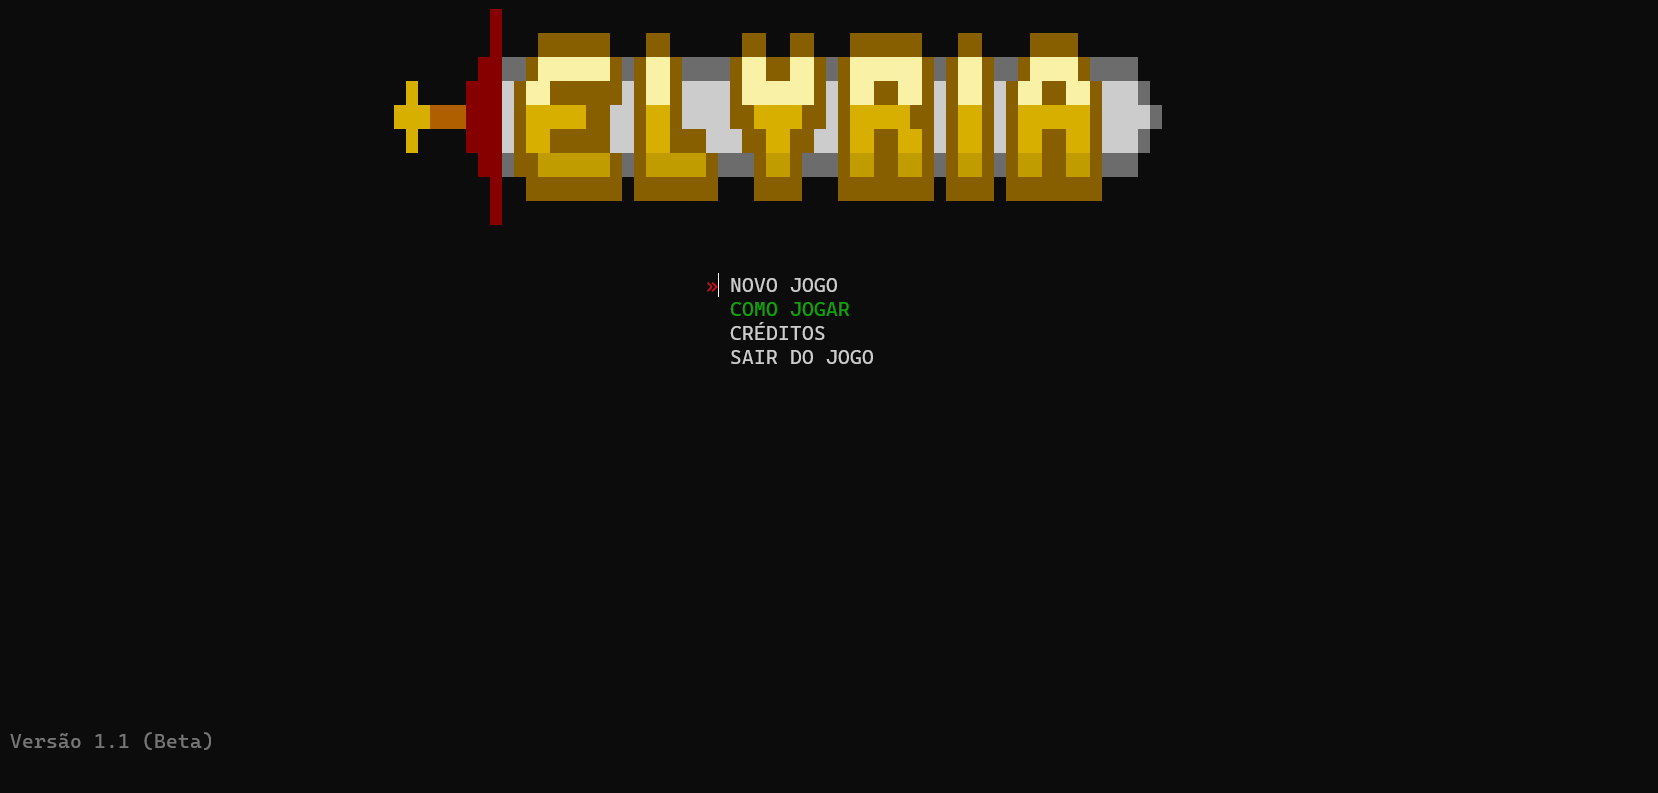 ELYRIA
» NOVO JOGO
COMO JOGAR
CRÉDITOS
SAIR DO JOGO
Versão 1.1 (Beta)